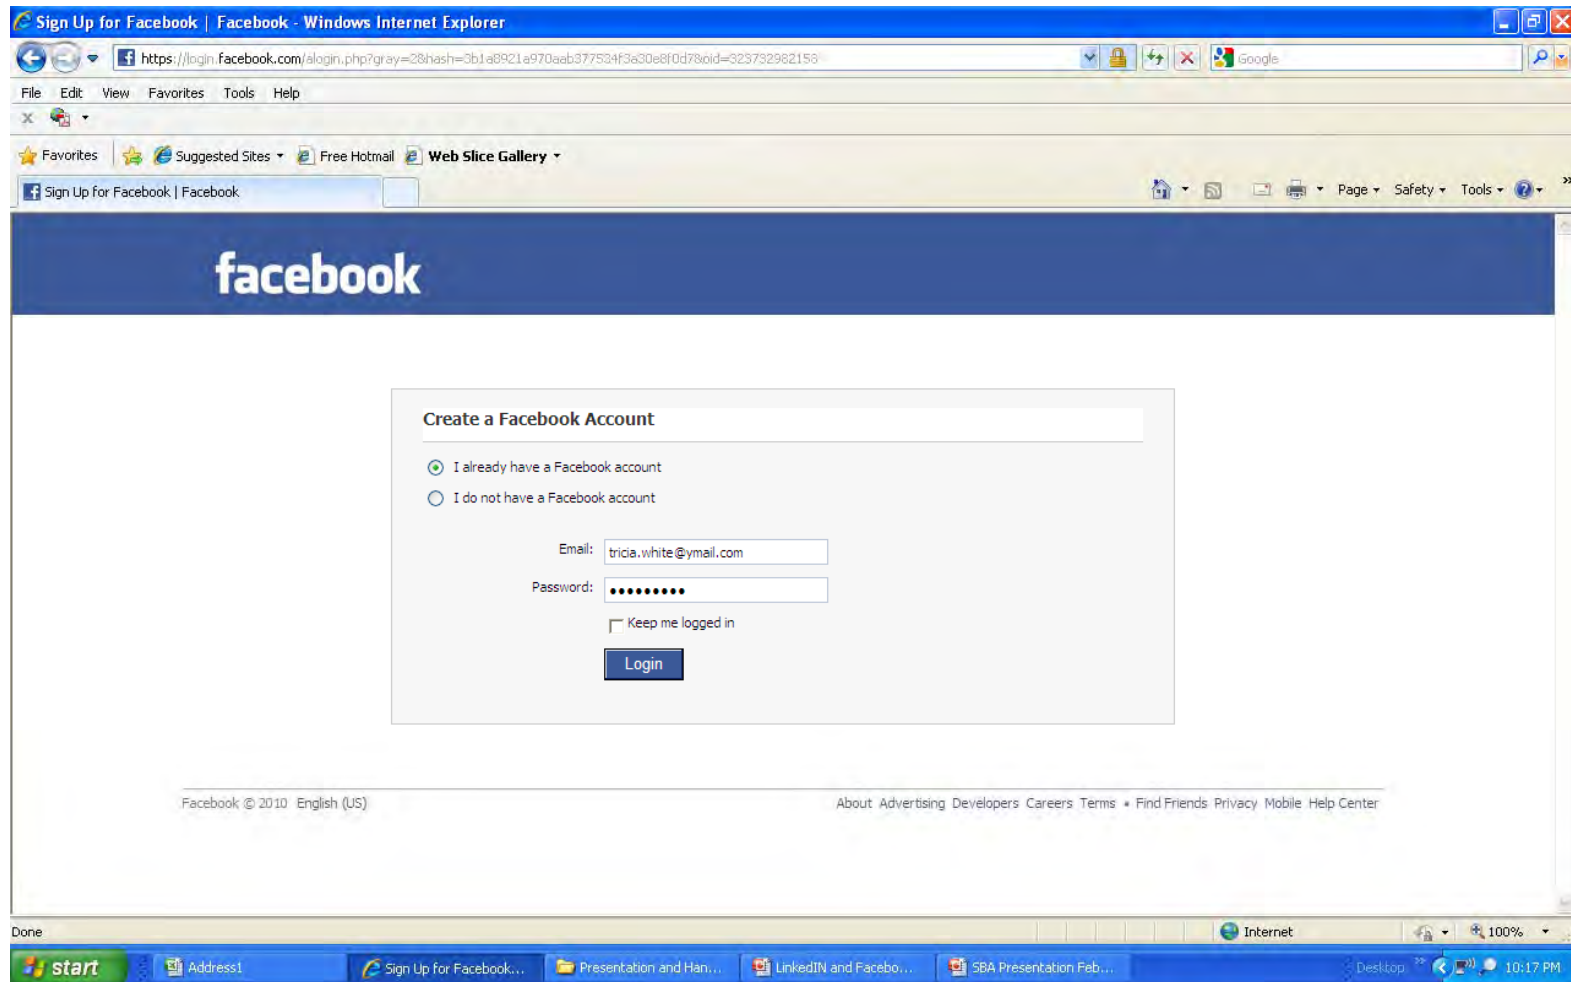 Sign Up for Facebook | Facebook - Windows Internet Explorer
https://login.facebook.com/alogin.php?gray=2&hash=3b1a8921a970aab377534f3a30e8f0d7&oid=323732982153
Google
File Edit View Favorites Tools Help
X
Favorites Suggested Sites Free Hotmail Web Slice Gallery
Sign Up for Facebook | Facebook
Page Safety Tools
facebook
Create a Facebook Account
I already have a Facebook account
I do not have a Facebook account
Email: tricia.white@ymail.com
Password: •••••••••
Keep me logged in
Login
Facebook © 2010 English (US)
About Advertising Developers Careers Terms • Find Friends Privacy Mobile Help Center
Done
Internet
100%
start
Address1
Sign Up for Facebook...
Presentation and Han...
LinkedIN and Facebo...
SBA Presentation Feb...
Desktop
10:17 PM